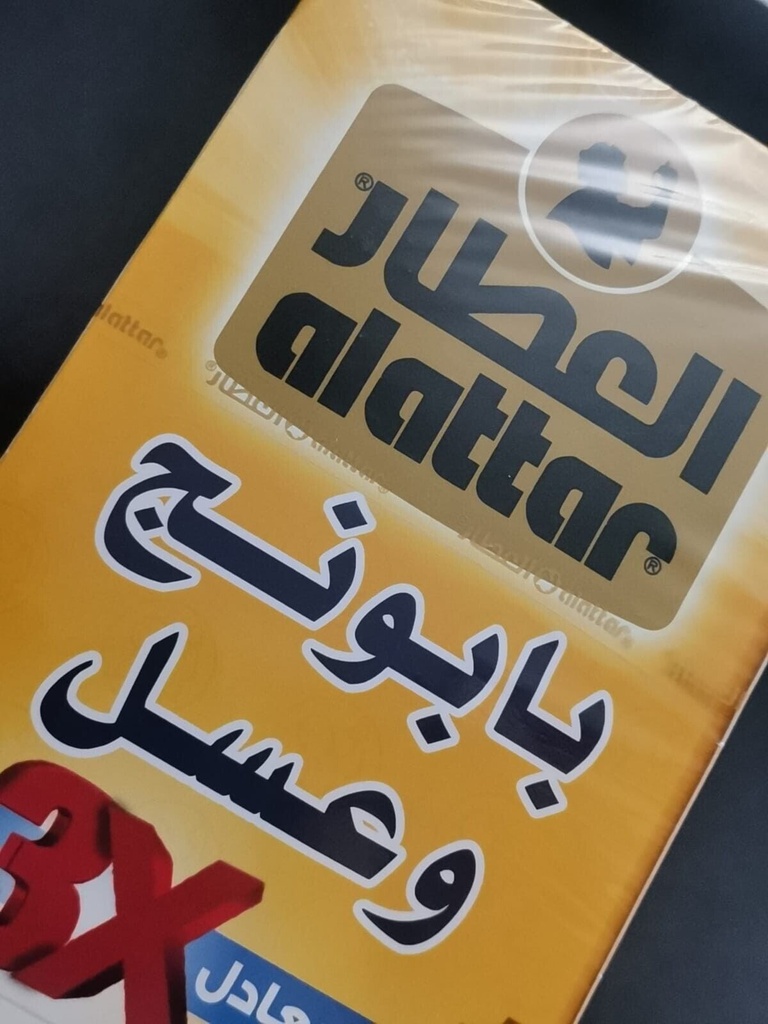 العطار®
alattar®
بابونج
وعسل
3X